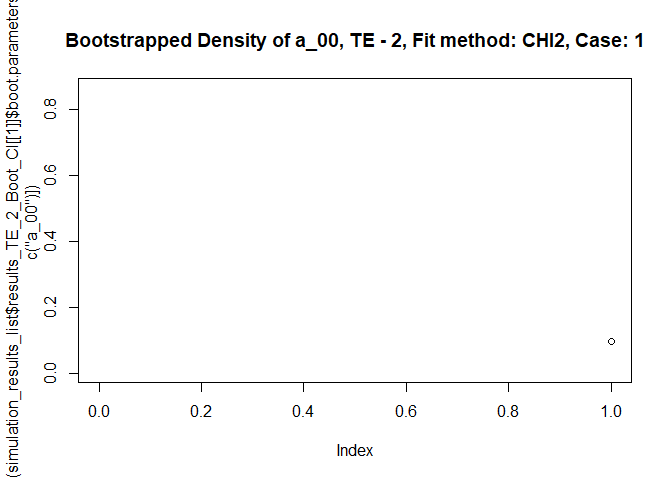 Bootstrapped Density of a_00, TE - 2, Fit method: CHI2, Case: 1
(simulation_results_list$results_TE_2_Boot_CI[[1]]$boot.parameters
c("a_00")])
0.8
0.6
0.4
0.2
0.0
0.0 0.2 0.4 0.6 0.8 1.0
Index